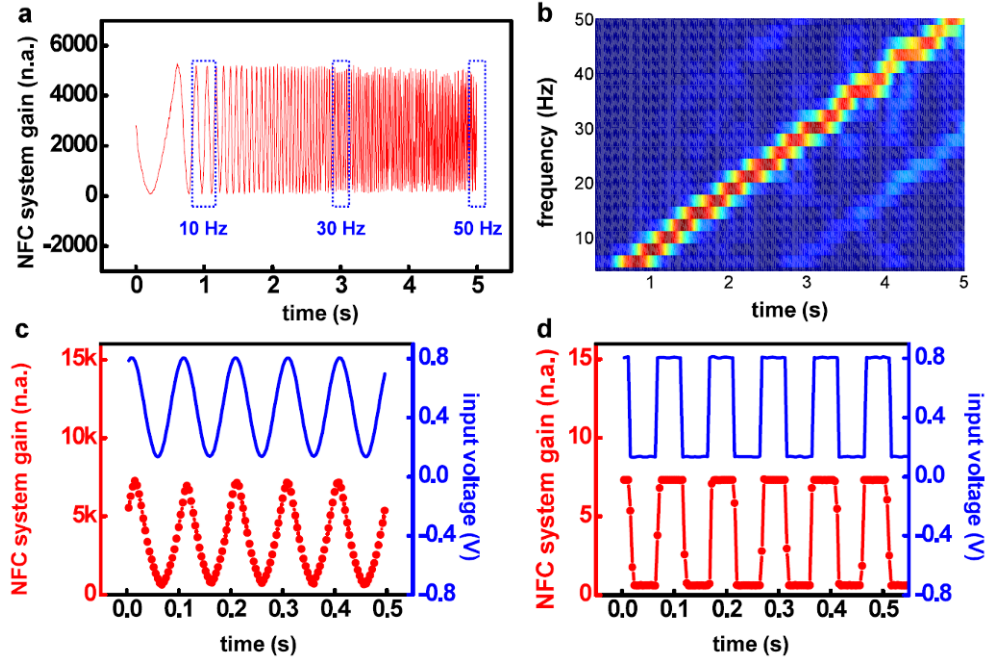 a
NFC system gain (n.a.)
6000
4000
2000
0
-2000
10 Hz
30 Hz
50 Hz
0 1 2 3 4 5
time (s)
b
frequency (Hz)
50
40
30
20
10
1 2 3 4 5
time (s)
c
NFC system gain (n.a.)
15k
10k
5k
0
0.8
0.4
0.0
-0.4
-0.8
input voltage (V)
0.0 0.1 0.2 0.3 0.4 0.5
time (s)
d
NFC system gain (n.a.)
15
10
5
0
0.8
0.4
0.0
-0.4
-0.8
input voltage (V)
0.0 0.1 0.2 0.3 0.4 0.5
time (s)